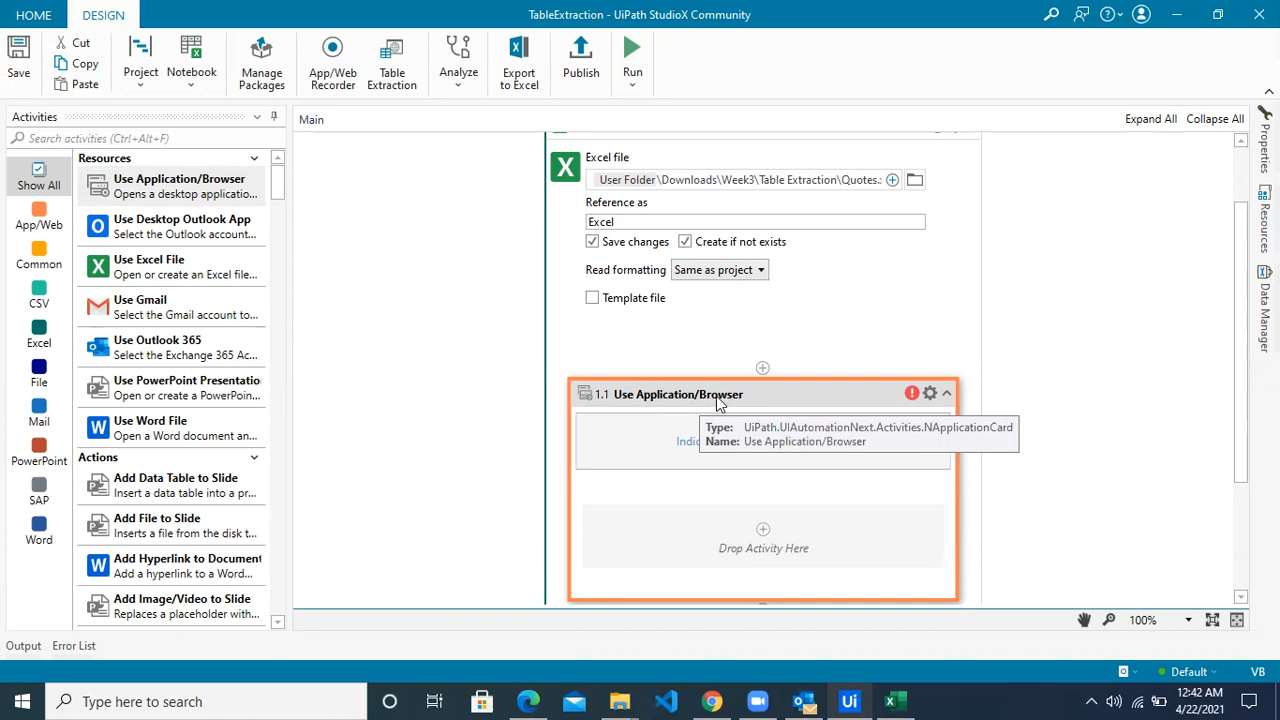 HOME
DESIGN
TableExtraction - UiPath StudioX Community
Save
Cut
Copy
Paste
Project
Notebook
Manage
Packages
App/Web
Recorder
Table
Extraction
Analyze
Export
to Excel
Publish
Run
Activities
Search activities (Ctrl+Alt+F)
Show All
App/Web
Common
CSV
Excel
File
Mail
PowerPoint
SAP
Word
Resources
Use Application/Browser
Opens a desktop applicatio...
Use Desktop Outlook App
Select the Outlook account...
Use Excel File
Open or create an Excel file...
Use Gmail
Select the Gmail account to...
Use Outlook 365
Select the Exchange 365 Ac...
Use PowerPoint Presentatio
Open or create a PowerPoi...
Use Word File
Open a Word document an...
Actions
Add Data Table to Slide
Insert a data table into a pr...
Add File to Slide
Inserts a file from the disk t...
Add Hyperlink to Document
Add a hyperlink to a Word...
Add Image/Video to Slide
Replaces a placeholder with...
Main
Expand All
Collapse All
Excel file
User Folder\Downloads\Week3\Table Extraction\Quotes.
Reference as
Excel
Save changes
Create if not exists
Read formatting
Same as project
Template file
1.1 Use Application/Browser
Type: UiPath.UIAutomationNext.Activities.NApplicationCard
Name: Use Application/Browser
Indic
Drop Activity Here
Properties
Resources
Data Manager
100%
Output
Error List
Default
VB
Type here to search
Ui
12:42 AM
4/22/2021